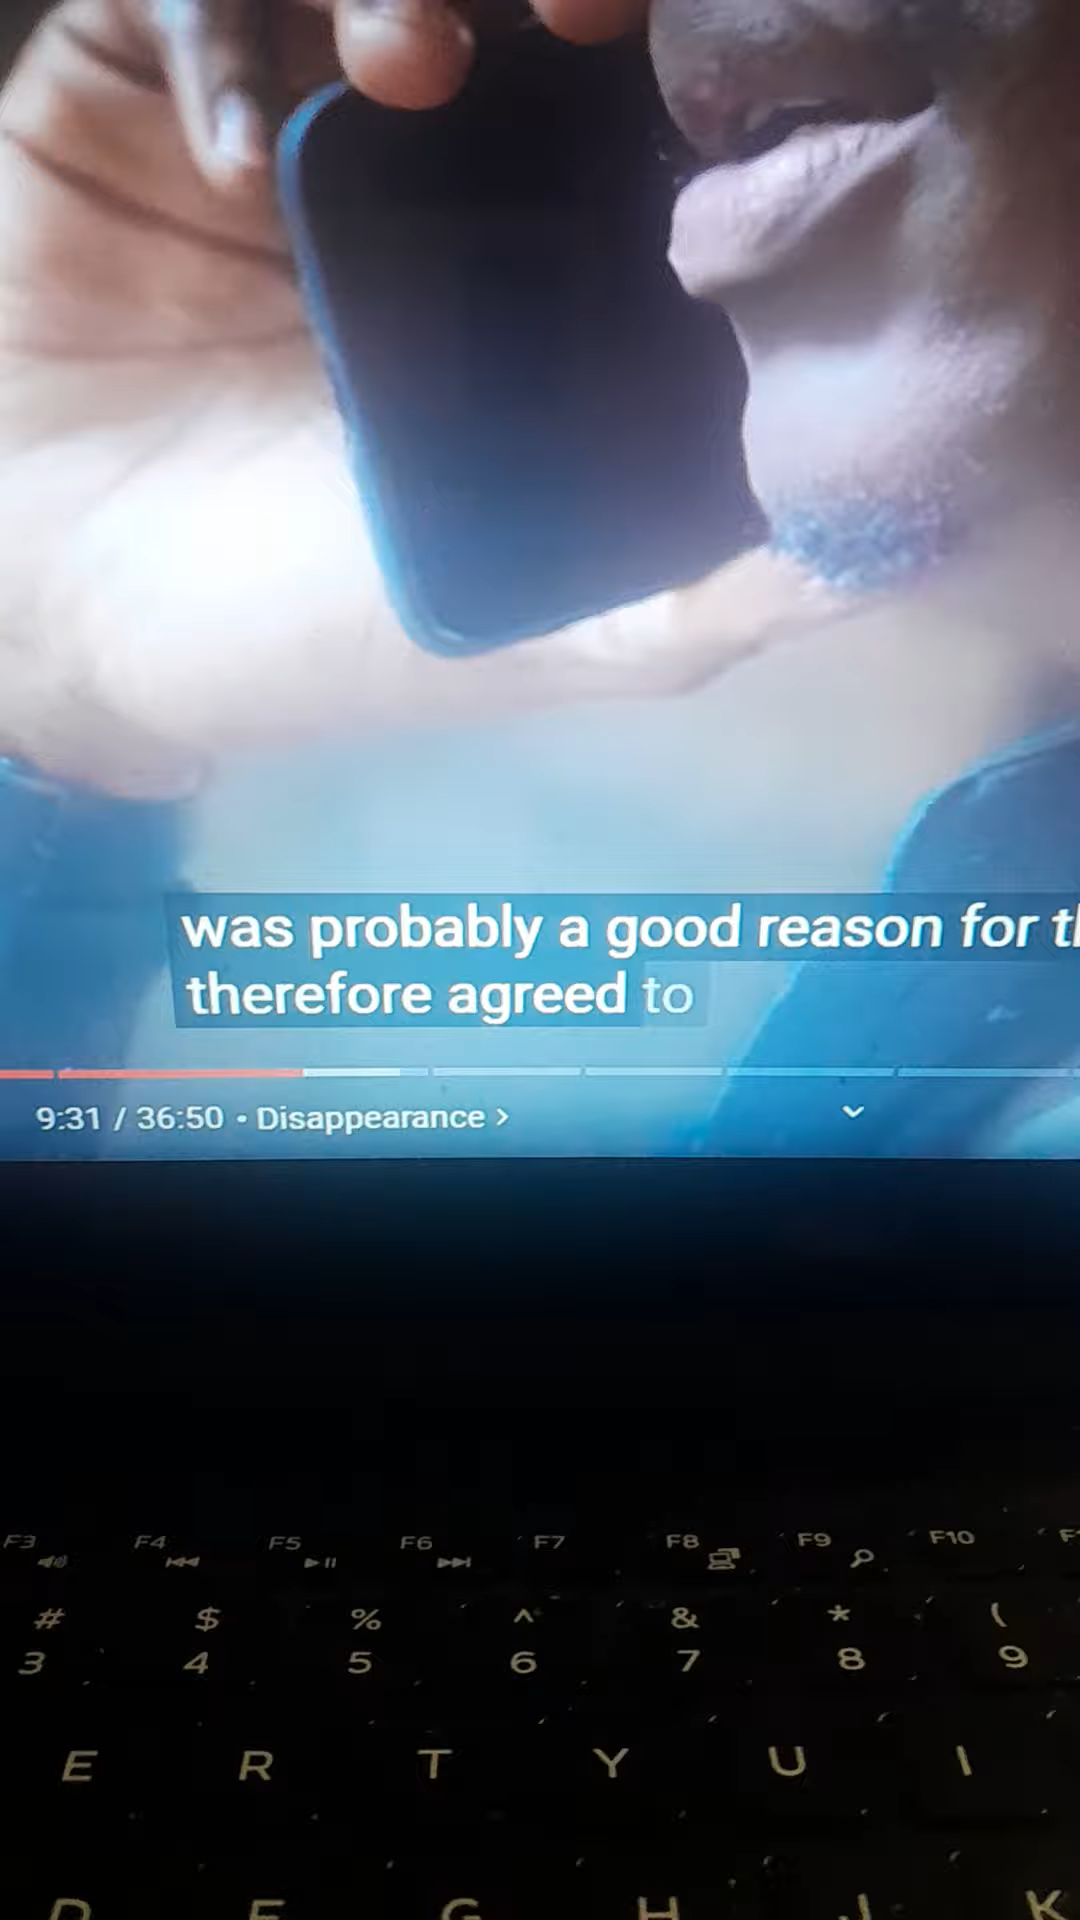 was probably a good reason for
therefore agreed to
9:31 / 36:50 • Disappearance >
F3 F4 F5 F6 F7 F8 F9 F10
# $ % ^ & * (
3 4 5 6 7 8 9
E R T Y U I
D F G H J K